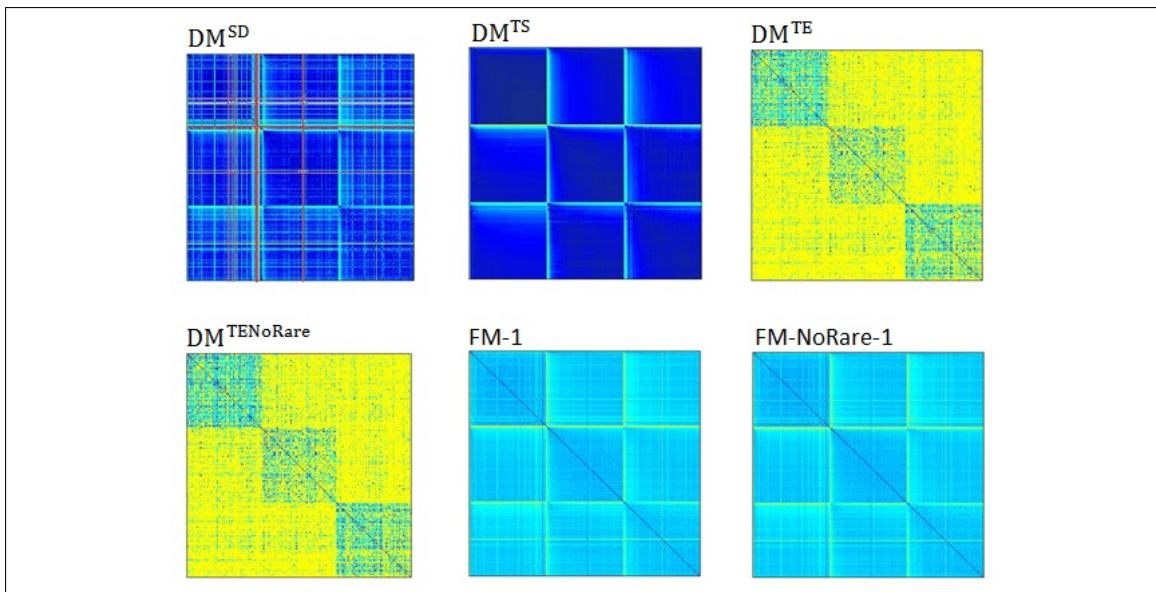 DM^SD
DM^TS
DM^TE
DM^TENoRare
FM-1
FM-NoRare-1